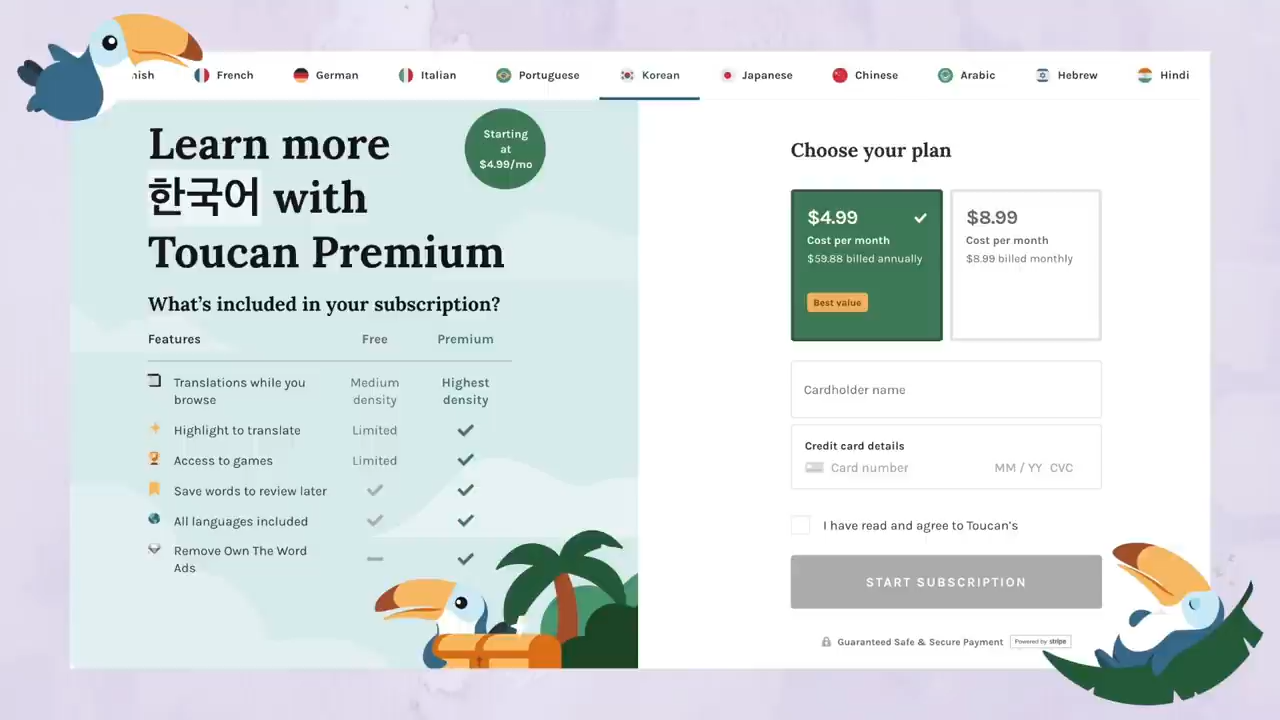 French
German
Italian
Portuguese
Korean
Japanese
Chinese
Arabic
Hebrew
Hindi
Learn more
한국어 with
Toucan Premium
Starting
at
$4.99/mo
What's included in your subscription?
Features Free Premium
Translations while you browse Medium density Highest density
Highlight to translate Limited
Access to games Limited
Save words to review later
All languages included
Remove Own The Word Ads
Choose your plan
$4.99
Cost per month
$59.88 billed annually
Best value
$8.99
Cost per month
$8.99 billed monthly
Cardholder name
Credit card details
Card number MM / YY CVC
I have read and agree to Toucan's
START SUBSCRIPTION
Guaranteed Safe & Secure Payment
Powered by stripe